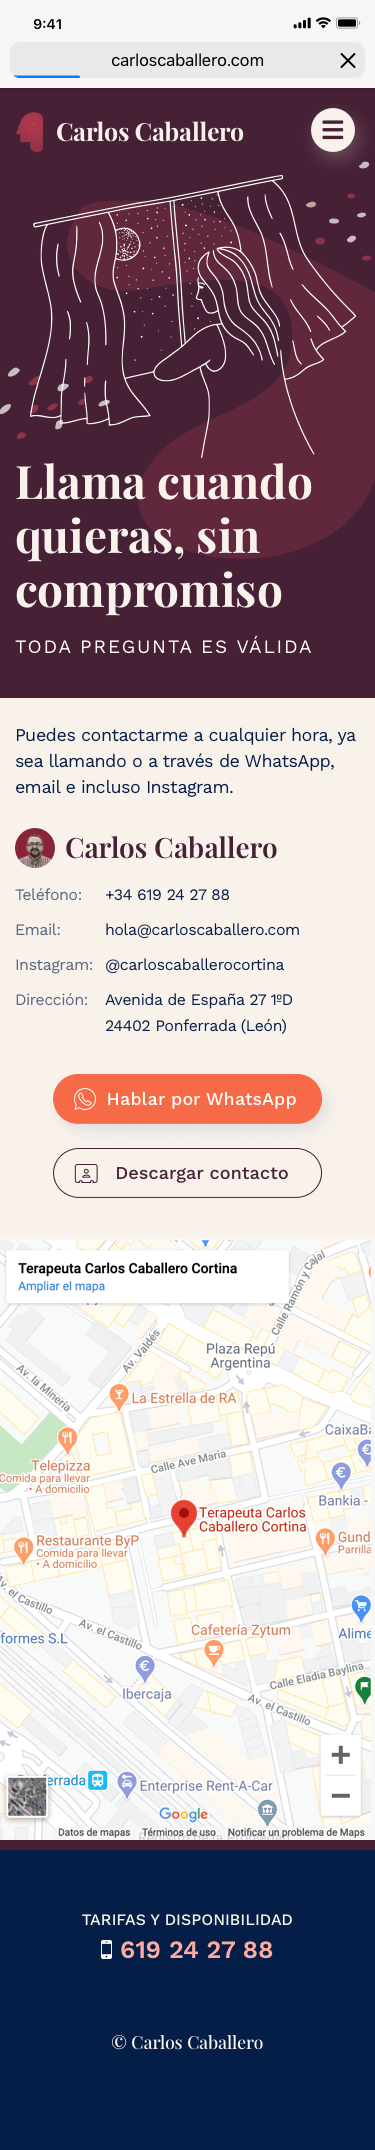 9:41
carloscaballero.com
Carlos Caballero
Llama cuando
quieras, sin
compromiso
TODA PREGUNTA ES VÁLIDA
Puedes contactarme a cualquier hora, ya
sea llamando o a través de WhatsApp,
email e incluso Instagram.
Carlos Caballero
Teléfono: +34 619 24 27 88
Email: hola@carloscaballero.com
Instagram: @carloscaballerocortina
Dirección: Avenida de España 27 1ºD
24402 Ponferrada (León)
Hablar por WhatsApp
Descargar contacto
Terapeuta Carlos Caballero Cortina
Ampliar el mapa
Calle Ramón y Cajal
Av. Valdés
Plaza Repú
Argentina
Av. la Minería
La Estrella de RA
CaixaBa
Telepizza
Comida para llevar
• A domicilio
Calle Ave María
Bankia -
Terapeuta Carlos
Caballero Cortina
Restaurante ByP
Comida para llevar
• A domicilio
Gund
Parrilla
Av. el Castillo
Av. el Castillo
Cafetería Zytum
Alime
formes S.L
Calle Eladia Baylina
Ibercaja
Av. el Castillo
ferrada
Enterprise Rent-A-Car
Google
Datos de mapas Términos de uso Notificar un problema de Maps
TARIFAS Y DISPONIBILIDAD
619 24 27 88
© Carlos Caballero